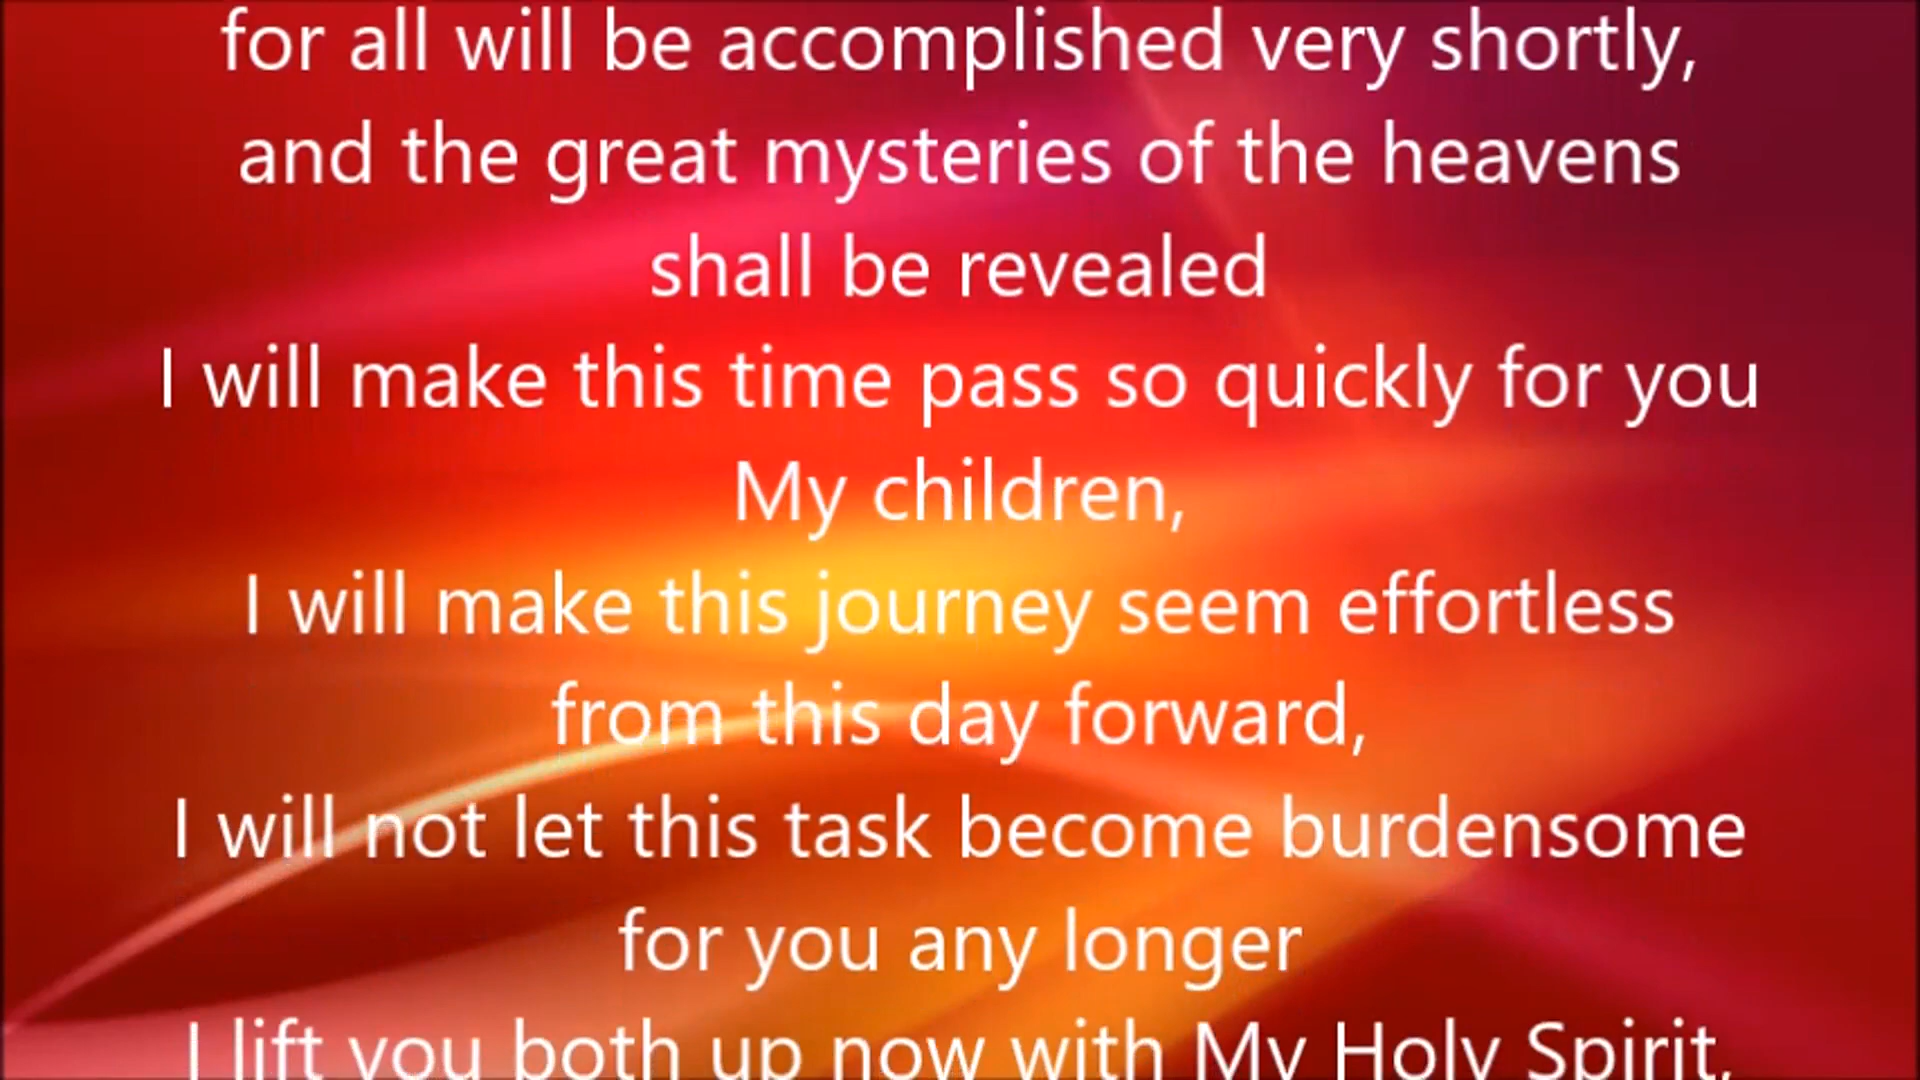 for all will be accomplished very shortly,
and the great mysteries of the heavens
shall be revealed
I will make this time pass so quickly for you
My children,
I will make this journey seem effortless
from this day forward,
I will not let this task become burdensome
for you any longer
I lift you both up now with My Holy Spirit,